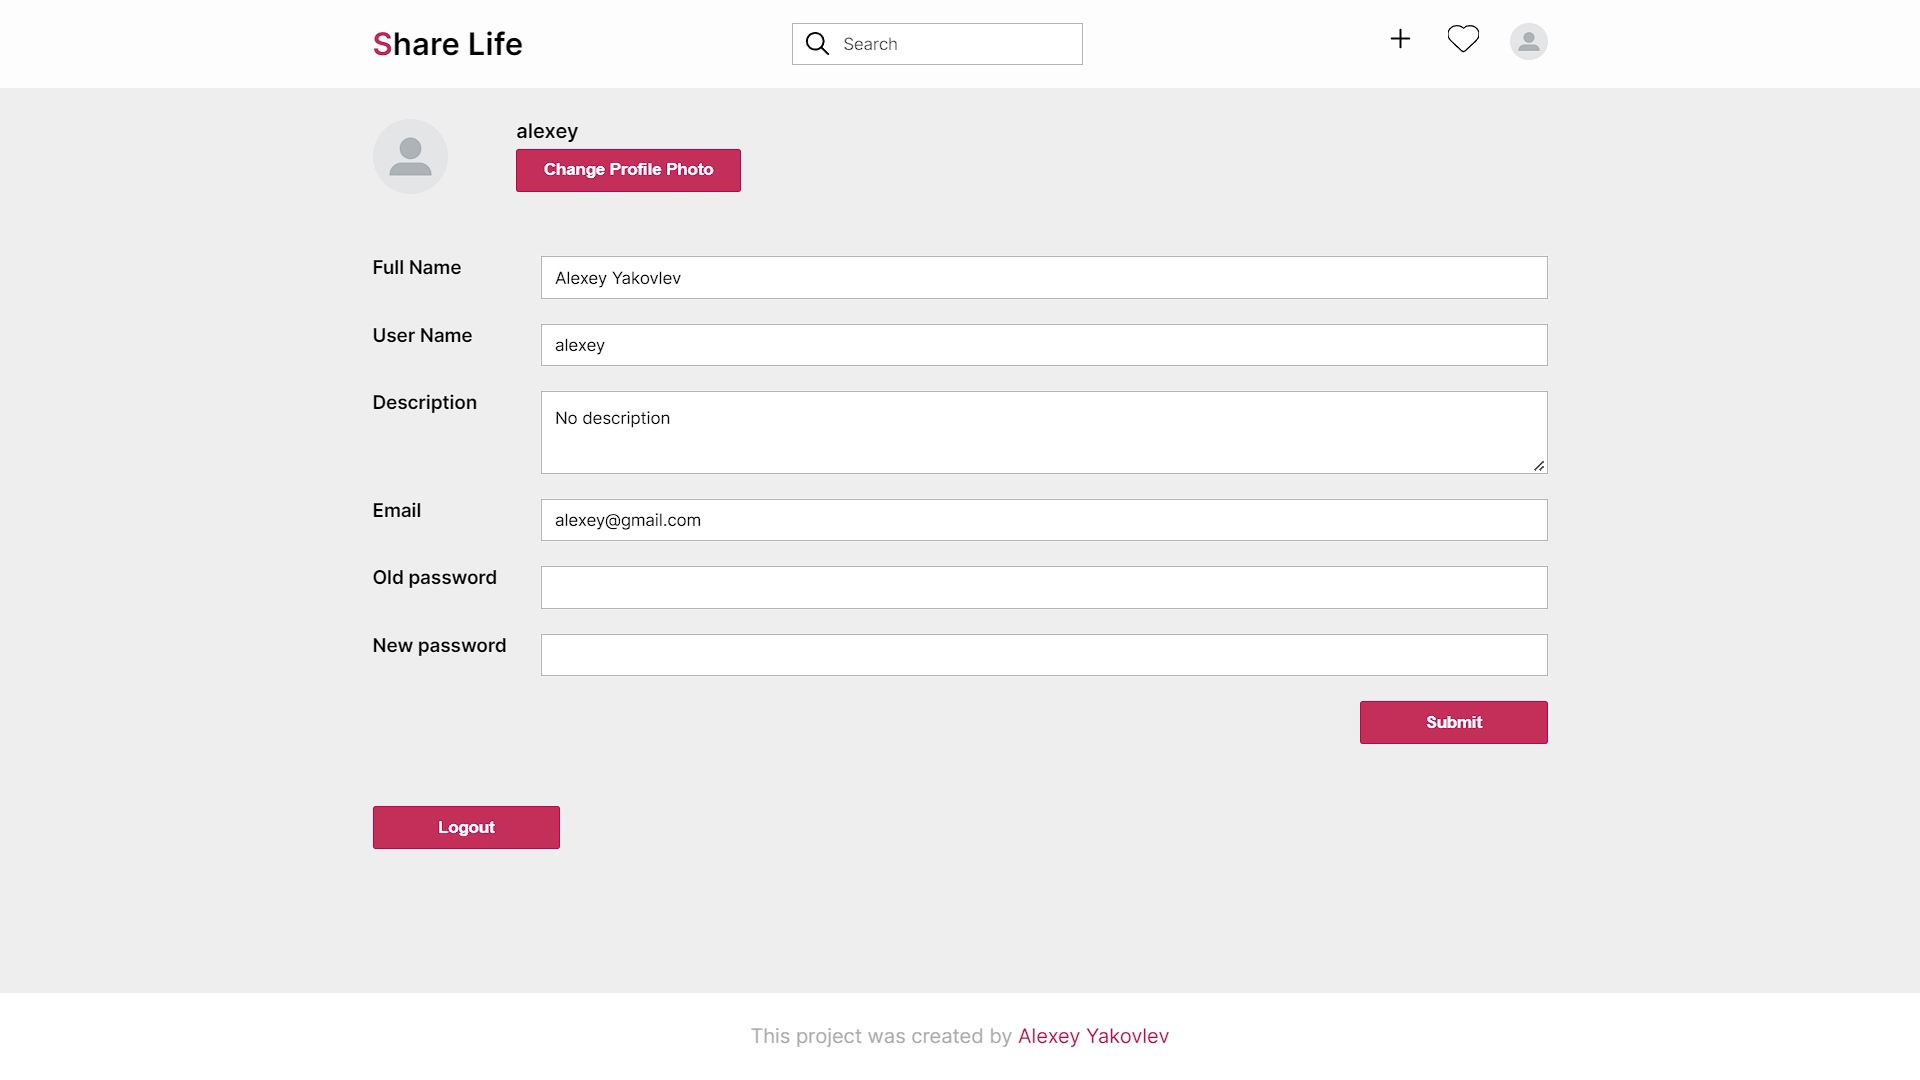 Share Life
Search
alexey
Change Profile Photo
Full Name
Alexey Yakovlev
User Name
alexey
Description
No description
Email
alexey@gmail.com
Old password
New password
Submit
Logout
This project was created by Alexey Yakovlev